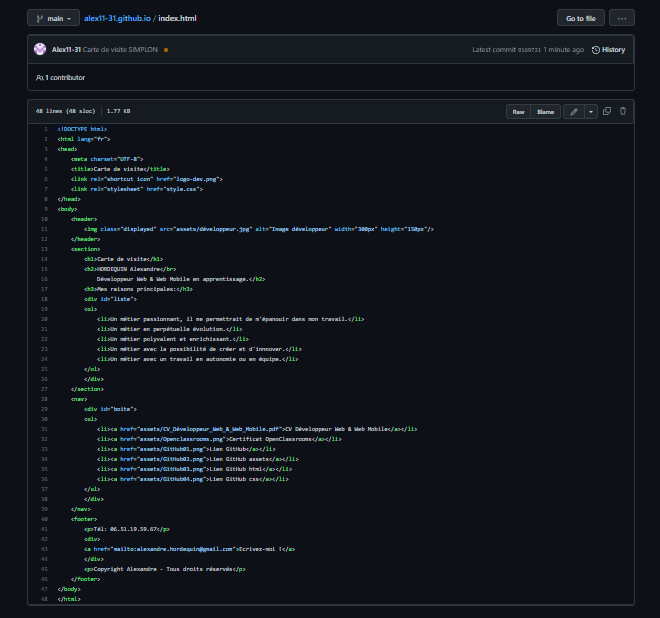 main
alex11-31.github.io / index.html
Go to file
...
Alex11-31 Carte de visite SIMPLON
Latest commit 9169721 1 minute ago
History
1 contributor
48 lines (48 sloc) | 1.77 KB
Raw
Blame
1 <!DOCTYPE html>
2 <html lang="fr">
3 <head>
4 <meta charset="UTF-8">
5 <title>Carte de visite</title>
6 <link rel="shortcut icon" href="logo-dev.png">
7 <link rel="stylesheet" href="style.css">
8 </head>
9 <body>
10 <header>
11 <img class="displayed" src="assets/développeur.jpg" alt="Image développeur" width="300px" height="150px"/>
12 </header>
13 <section>
14 <h1>Carte de visite</h1>
15 <h2>HORDEQUIN Alexandre</br>
16 Développeur Web & Web Mobile en apprentissage.</h2>
17 <h3>Mes raisons principales:</h3>
18 <div id="liste">
19 <ol>
20 <li>Un métier passionnant, il me permettrait de m'épanouir dans mon travail.</li>
21 <li>Un métier en perpétuelle évolution.</li>
22 <li>Un métier polyvalent et enrichissant.</li>
23 <li>Un métier avec la possibilité de créer et d'innnover.</li>
24 <li>Un métier avec un travail en autonomie ou en équipe.</li>
25 </ol>
26 </div>
27 </section>
28 <nav>
29 <div id="boite">
30 <ul>
31 <li><a href="assets/CV_Développeur_Web_&_Web_Mobile.pdf">CV Développeur Web & Web Mobile</a></li>
32 <li><a href="assets/Openclassrooms.png">Certificat OpenClassrooms</a></li>
33 <li><a href="assets/GitHub01.png">Lien GitHub</a></li>
34 <li><a href="assets/GitHub02.png">Lien GitHub assets</a></li>
35 <li><a href="assets/GitHub03.png">Lien GitHub html</a></li>
36 <li><a href="assets/GitHub04.png">Lien GitHub css</a></li>
37 </ul>
38 </div>
39 </nav>
40 <footer>
41 <p>Tél: 06.51.19.59.67</p>
42 <div>
43 <a href="mailto:alexandre.hordequin@gmail.com">Ecrivez-moi !</a>
44 </div>
45 <p>Copyright Alexandre - Tous droits réservés</p>
46 </footer>
47 </body>
48 </html>